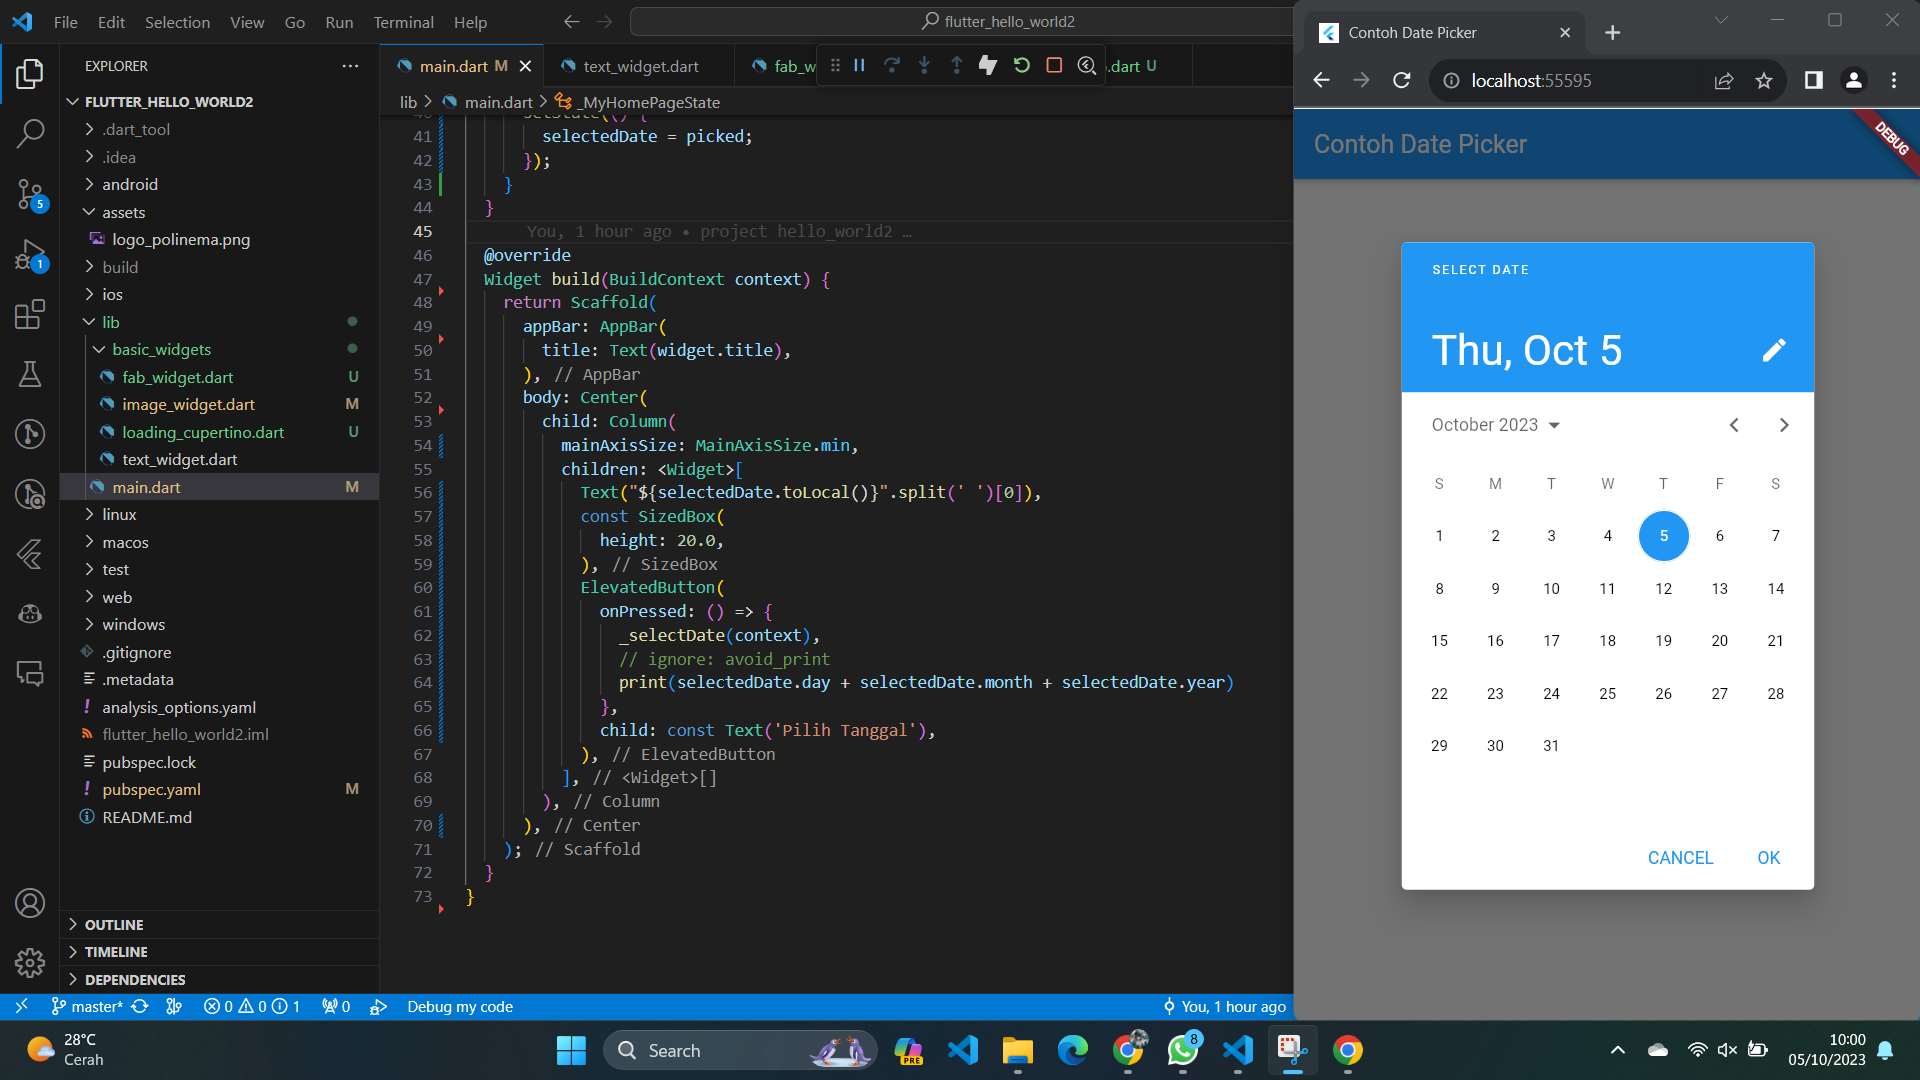 File Edit Selection View Go Run Terminal Help
flutter_hello_world2
EXPLORER
FLUTTER_HELLO_WORLD2
.dart_tool
.idea
android
assets
logo_polinema.png
build
ios
lib
basic_widgets
fab_widget.dart U
image_widget.dart M
loading_cupertino.dart U
text_widget.dart
main.dart M
linux
macos
test
web
windows
.gitignore
.metadata
analysis_options.yaml
flutter_hello_world2.iml
pubspec.lock
pubspec.yaml M
README.md
OUTLINE
TIMELINE
DEPENDENCIES
5
1
main.dart M
text_widget.dart
fab_w
.dart U
lib > main.dart > _MyHomePageState
40 setState(() {
41 selectedDate = picked;
42 });
43 }
44 }
45 You, 1 hour ago • project hello_world2 …
46 @override
47 Widget build(BuildContext context) {
48 return Scaffold(
49 appBar: AppBar(
50 title: Text(widget.title),
51 ), // AppBar
52 body: Center(
53 child: Column(
54 mainAxisSize: MainAxisSize.min,
55 children: <Widget>[
56 Text("${selectedDate.toLocal()}".split(' ')[0]),
57 const SizedBox(
58 height: 20.0,
59 ), // SizedBox
60 ElevatedButton(
61 onPressed: () => {
62 _selectDate(context),
63 // ignore: avoid_print
64 print(selectedDate.day + selectedDate.month + selectedDate.year)
65 },
66 child: const Text('Pilih Tanggal'),
67 ), // ElevatedButton
68 ], // <Widget>[]
69 ), // Column
70 ), // Center
71 ); // Scaffold
72 }
73 }
master* 0 0 1 0 Debug my code You, 1 hour ago
Contoh Date Picker
localhost:55595
Contoh Date Picker
DEBUG
SELECT DATE
Thu, Oct 5
October 2023
S M T W T F S
1 2 3 4 5 6 7
8 9 10 11 12 13 14
15 16 17 18 19 20 21
22 23 24 25 26 27 28
29 30 31
CANCEL OK
28°C
Cerah
Search
PRE
8
10:00
05/10/2023